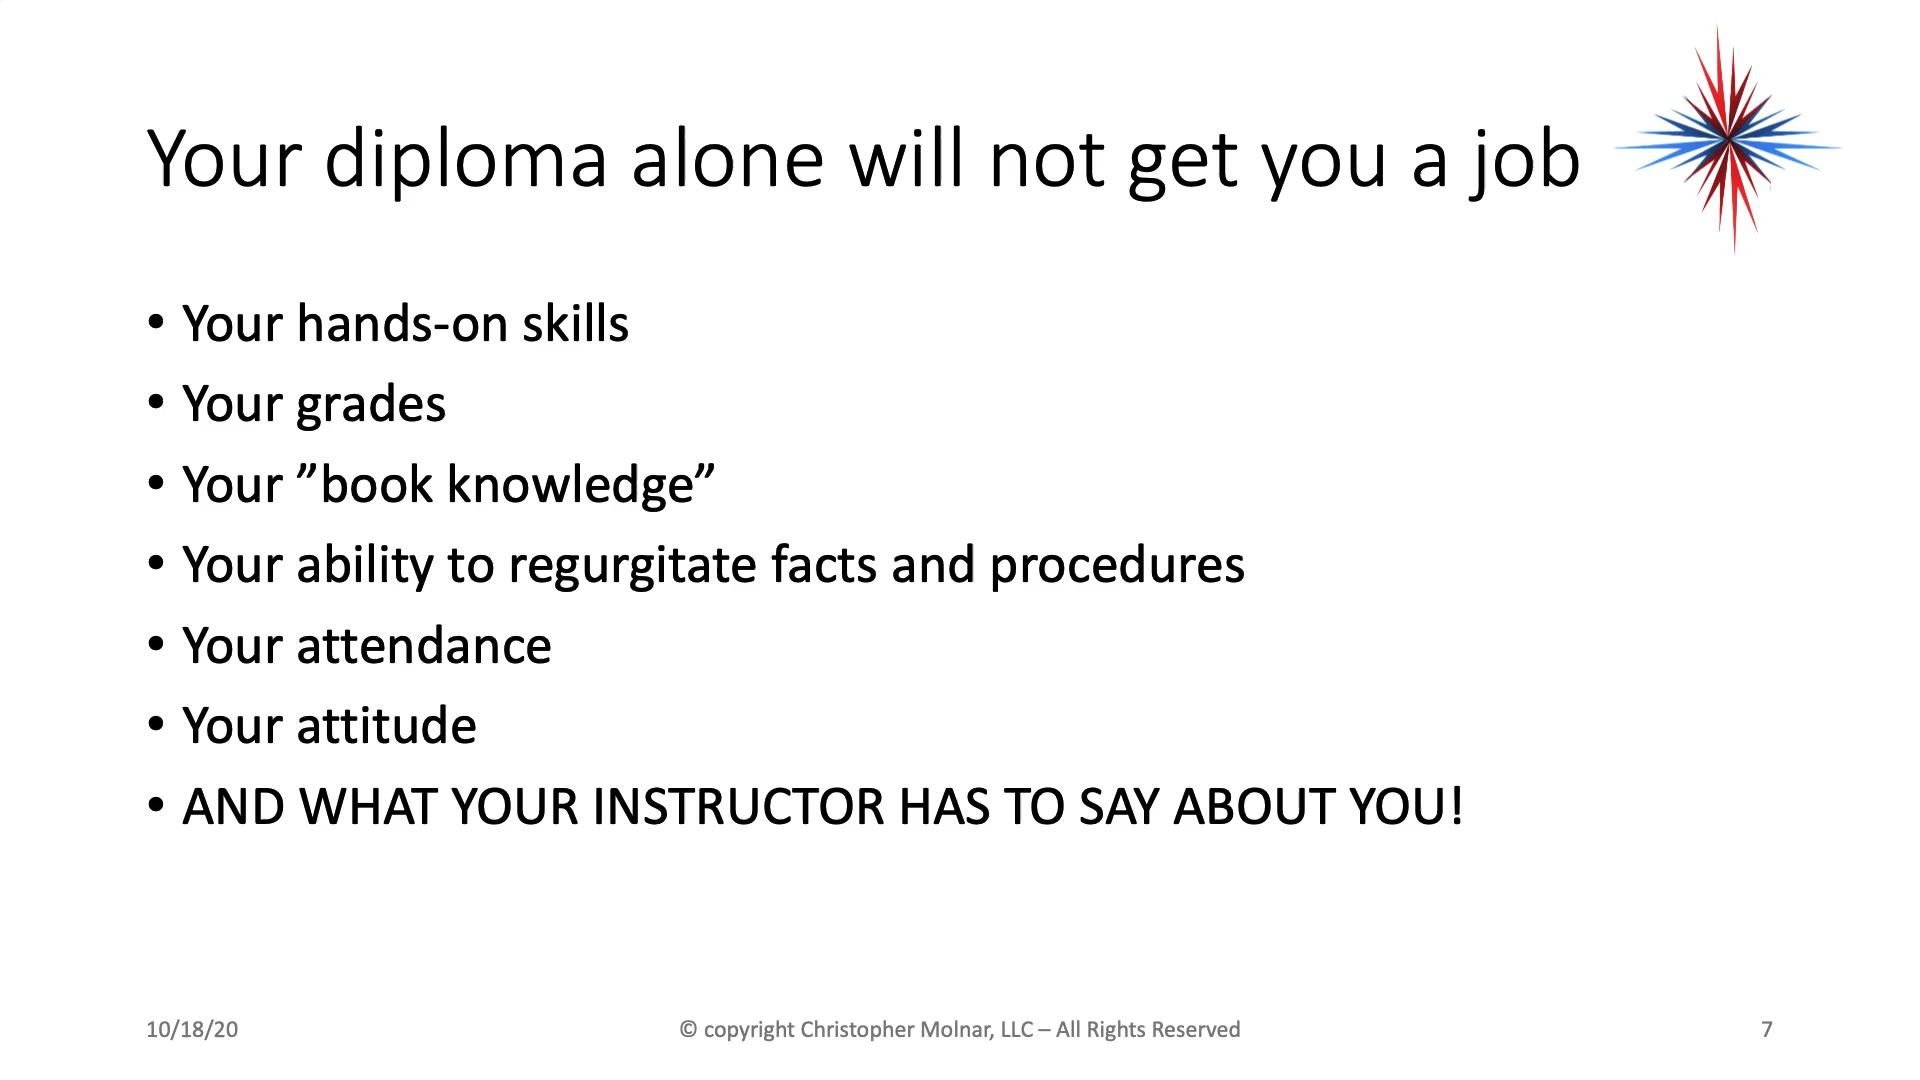 Your diploma alone will not get you a job
• Your hands-on skills
• Your grades
• Your ”book knowledge”
• Your ability to regurgitate facts and procedures
• Your attendance
• Your attitude
• AND WHAT YOUR INSTRUCTOR HAS TO SAY ABOUT YOU!
10/18/20
© copyright Christopher Molnar, LLC – All Rights Reserved
7